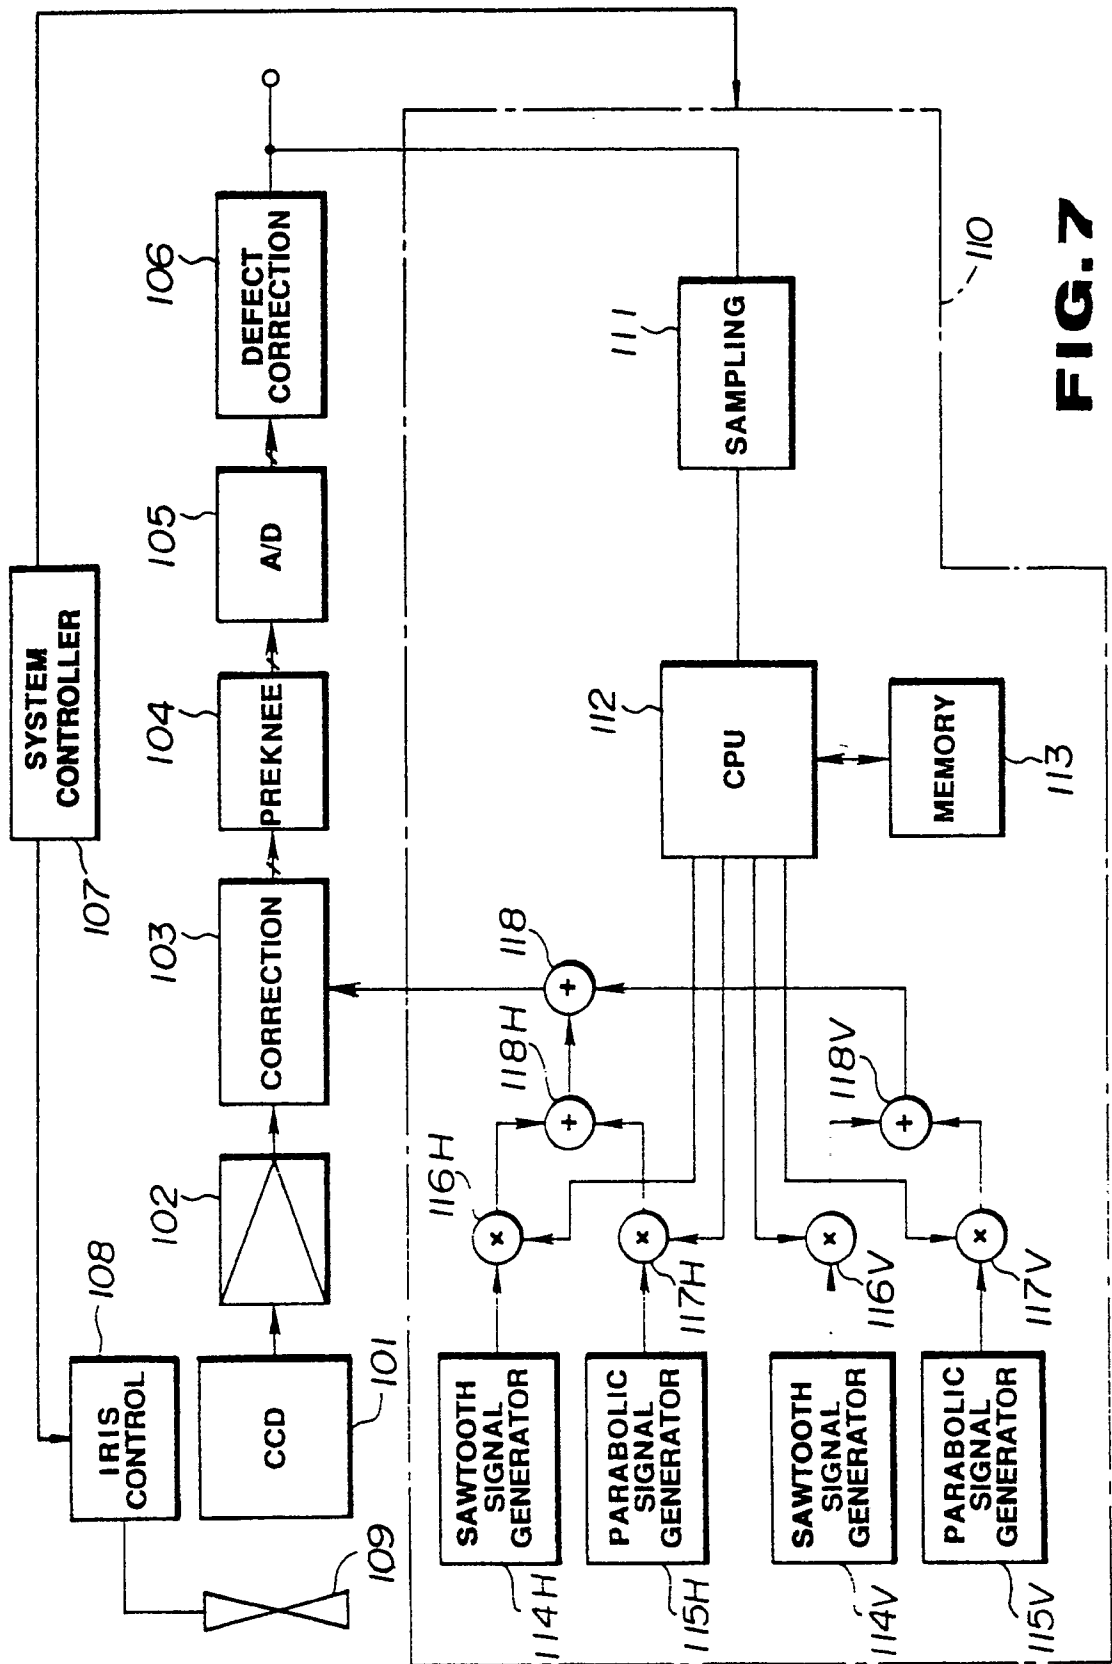 SYSTEM
CONTROLLER
107
108
IRIS
CONTROL
109
CCD
101
102
103
CORRECTION
104
PREKNEE
105
A/D
106
DEFECT
CORRECTION
114H
SAWTOOTH
SIGNAL
GENERATOR
116H
×
118H
+
118
+
115H
PARABOLIC
SIGNAL
GENERATOR
117H
×
112
CPU
111
SAMPLING
114V
SAWTOOTH
SIGNAL
GENERATOR
116V
×
118V
+
113
MEMORY
115V
PARABOLIC
SIGNAL
GENERATOR
117V
×
110
FIG.7